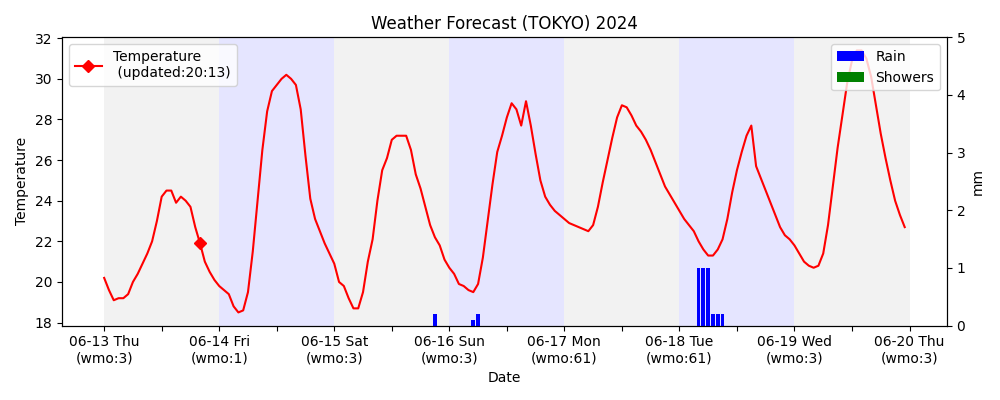 Weather Forecast (TOKYO) 2024
Temperature
(updated:20:13)
Rain
Showers
Temperature
32
30
28
26
24
22
20
18
5
4
3
2
1
0
mm
06-13 Thu
(wmo:3)
06-14 Fri
(wmo:1)
06-15 Sat
(wmo:3)
06-16 Sun
(wmo:3)
06-17 Mon
(wmo:61)
06-18 Tue
(wmo:61)
06-19 Wed
(wmo:3)
06-20 Thu
(wmo:3)
Date